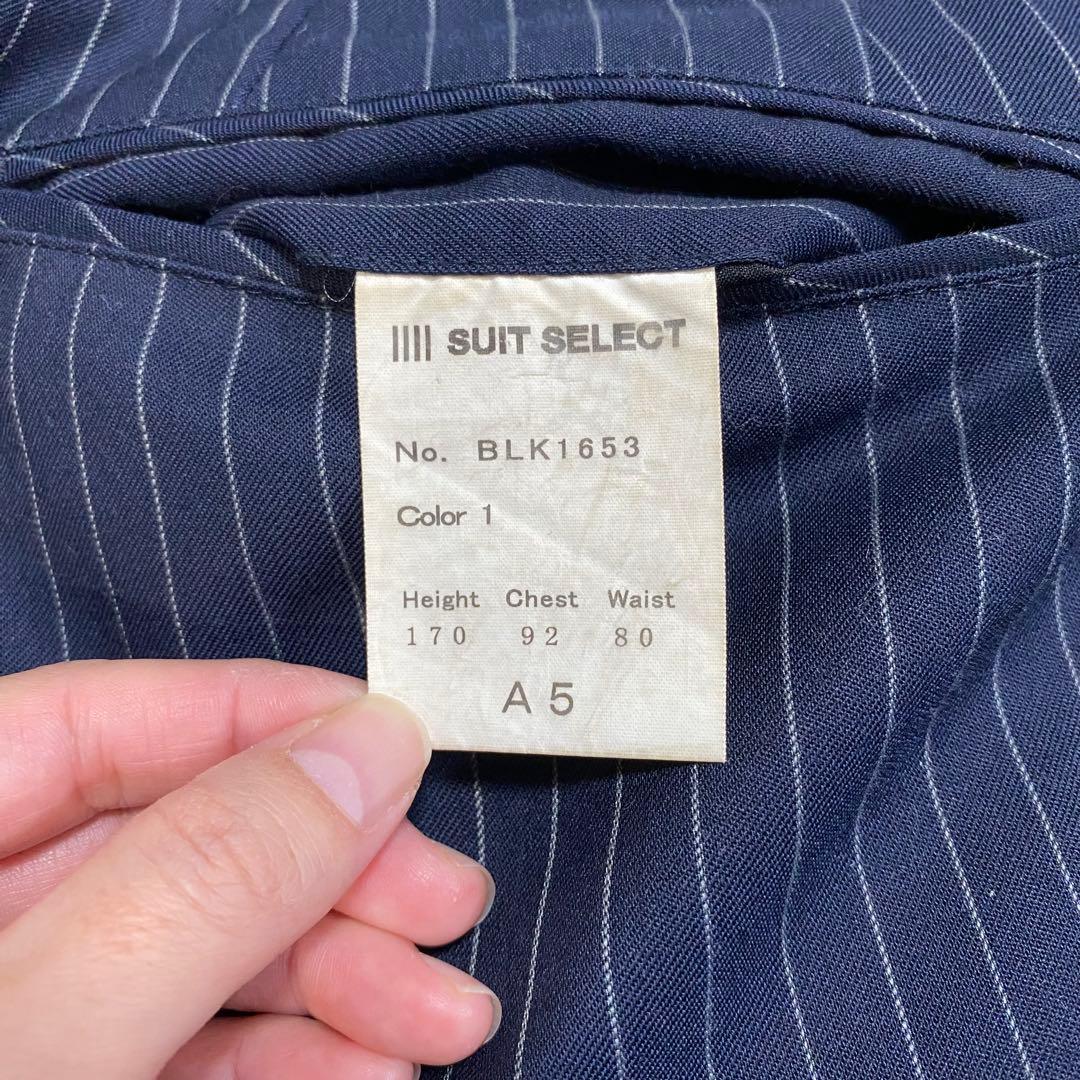 SUIT SELECT
No. BLK1653
Color 1
Height Chest Waist
170 92 80
A5